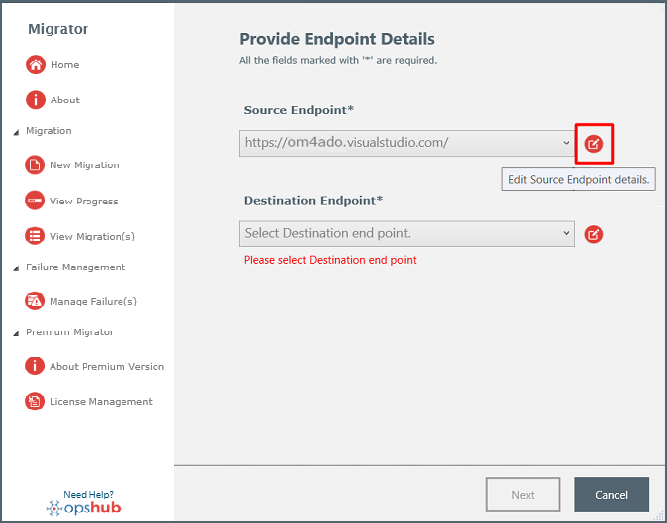 Migrator
Home
About
Migration
New Migration
View Progress
View Migration(s)
Failure Management
Manage Failure(s)
Premium Migrator
About Premium Version
License Management
Need Help?
opshub
Provide Endpoint Details
All the fields marked with '*' are required.
Source Endpoint*
https://om4ado.visualstudio.com/
Edit Source Endpoint details.
Destination Endpoint*
Select Destination end point.
Please select Destination end point
Next
Cancel